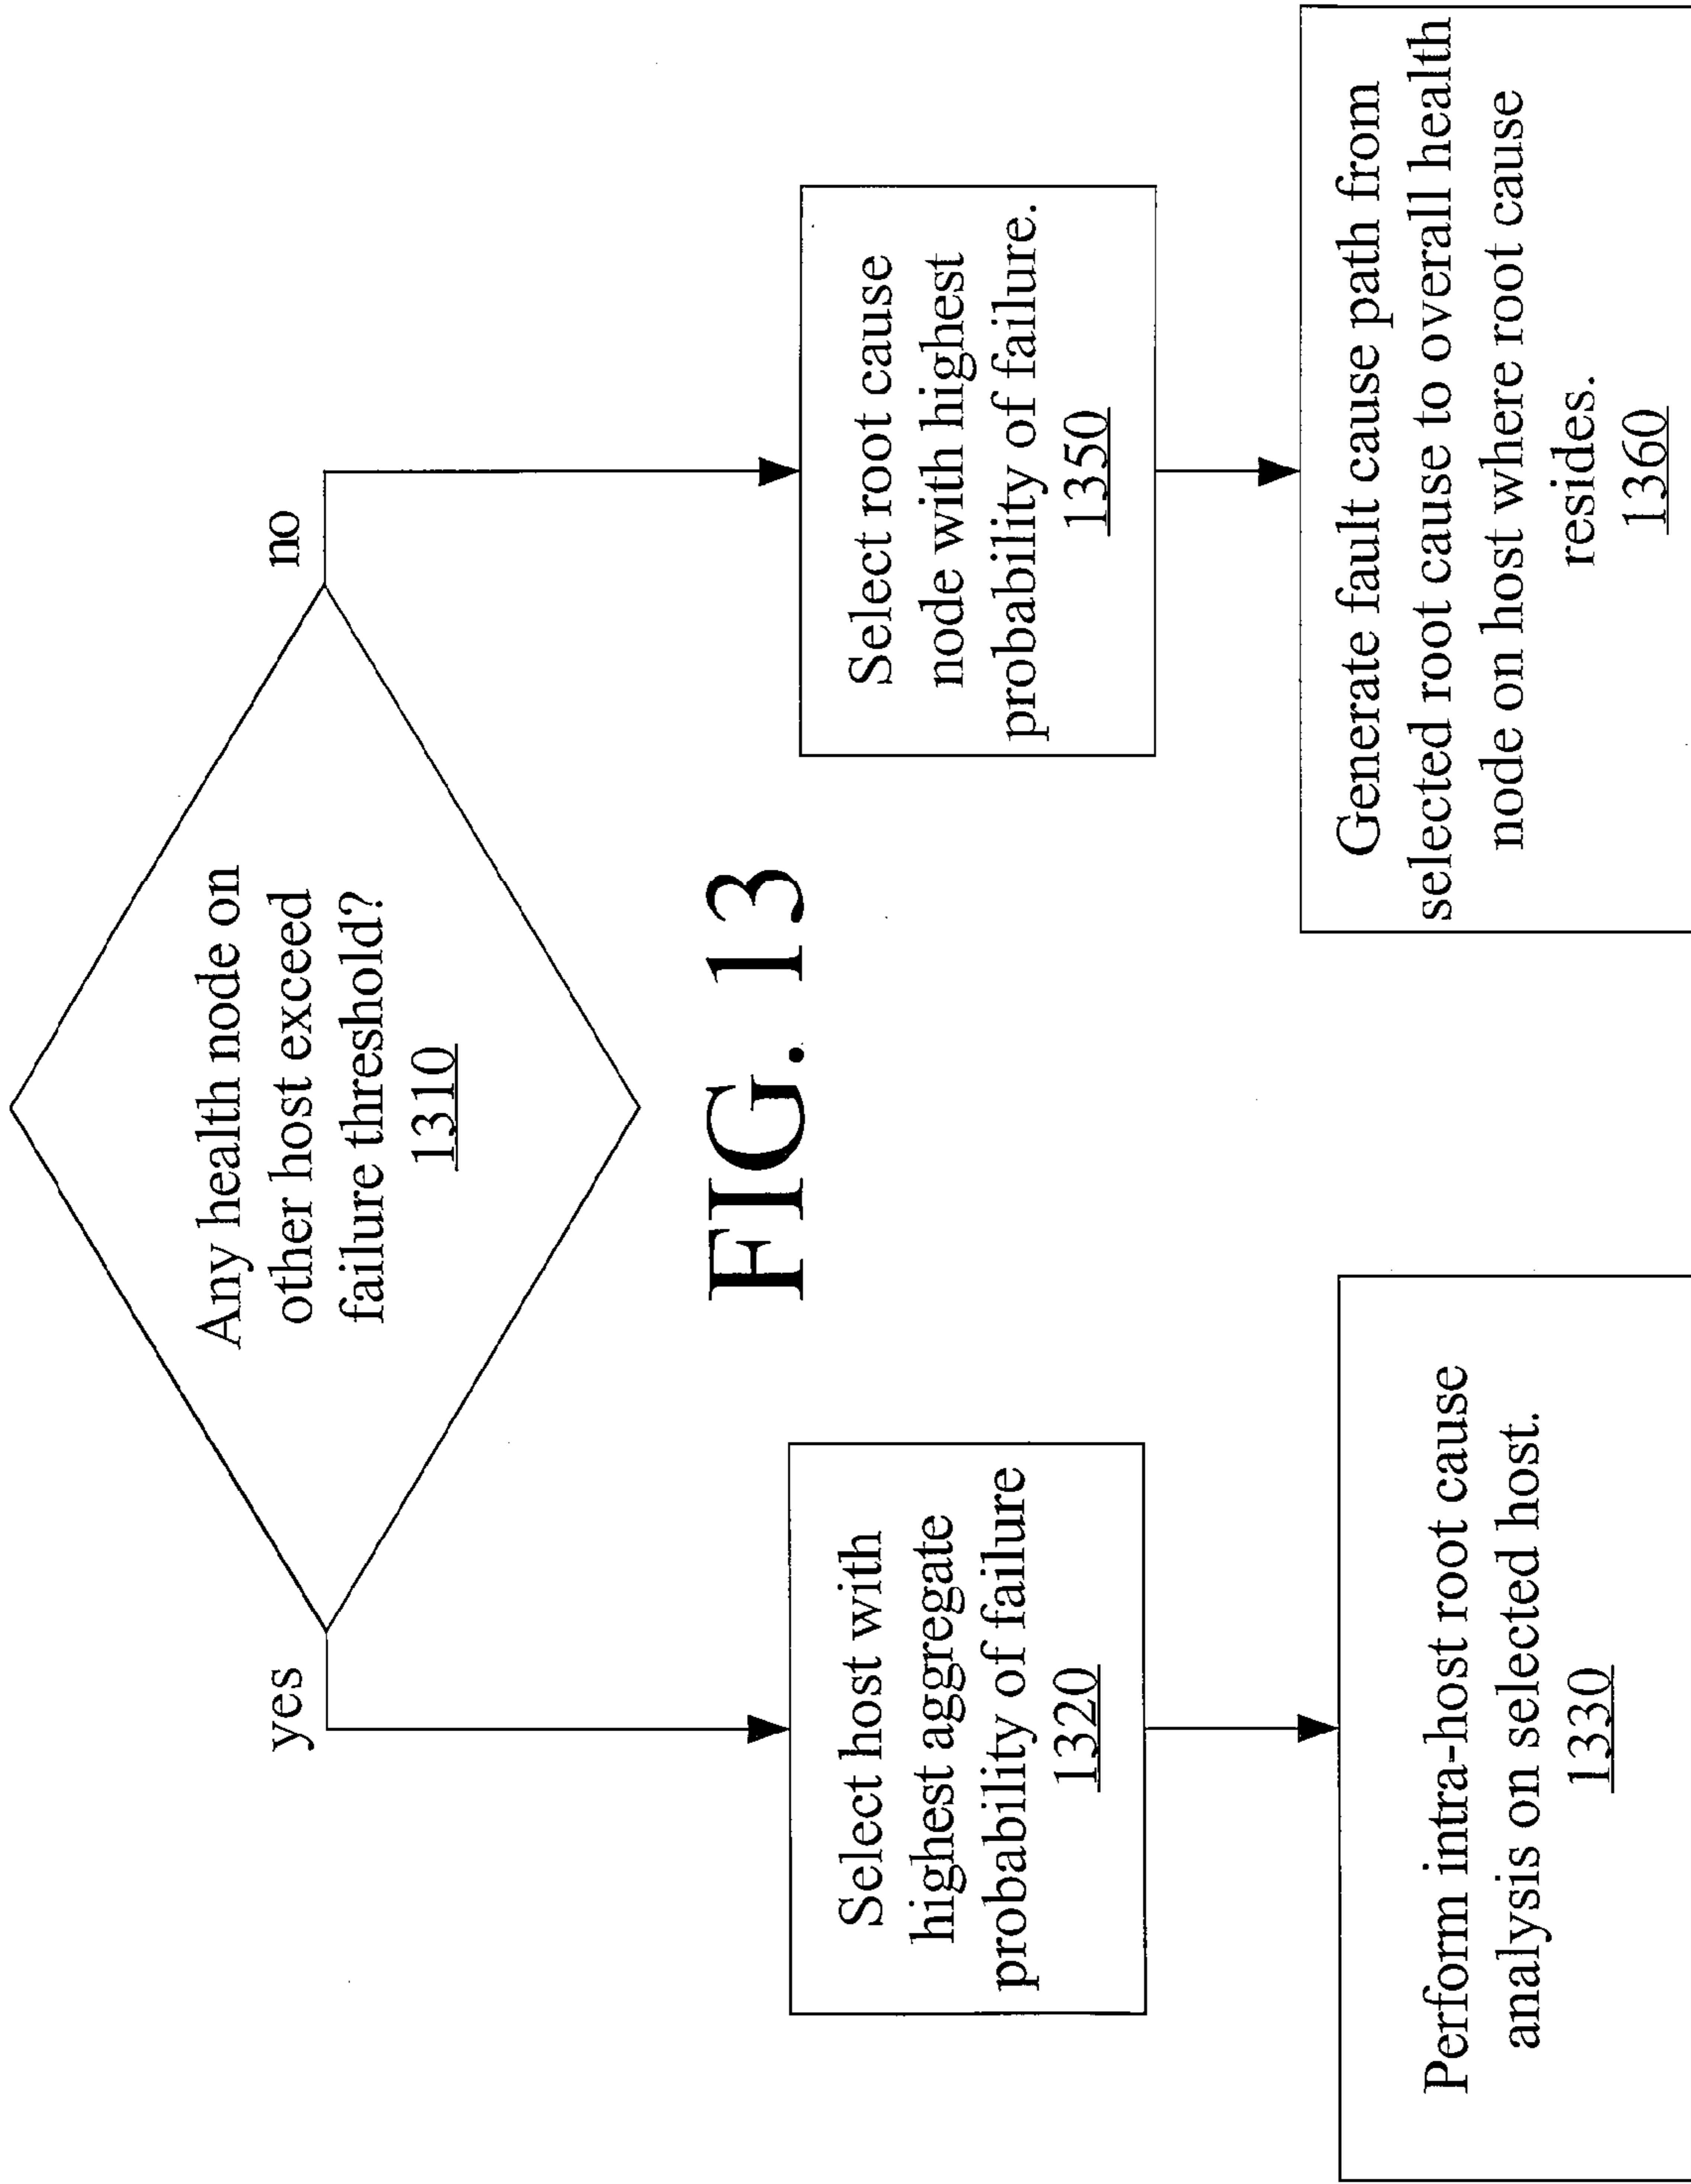 Any health node on
other host exceed
failure threshold?
1310
yes
no
FIG. 13
Select host with
highest aggregate
probability of failure
1320
Select root cause
node with highest
probability of failure.
1350
Perform intra-host root cause
analysis on selected host.
1330
Generate fault cause path from
selected root cause to overall health
node on host where root cause
resides.
1360